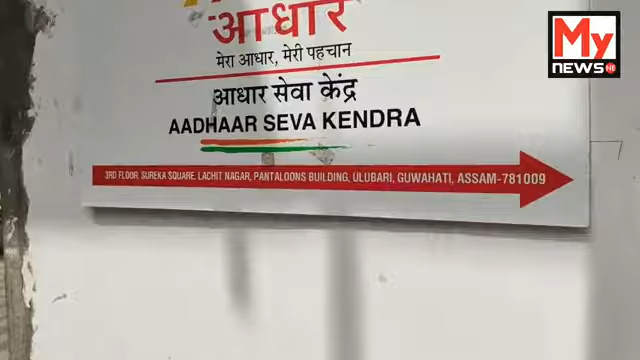 My
NEWS NE
आधार
मेरा आधार, मेरी पहचान
आधार सेवा केंद्र
AADHAAR SEVA KENDRA
3RD FLOOR, SUREKA SQUARE, LACHIT NAGAR, PANTALOONS BUILDING, ULUBARI, GUWAHATI, ASSAM-781009